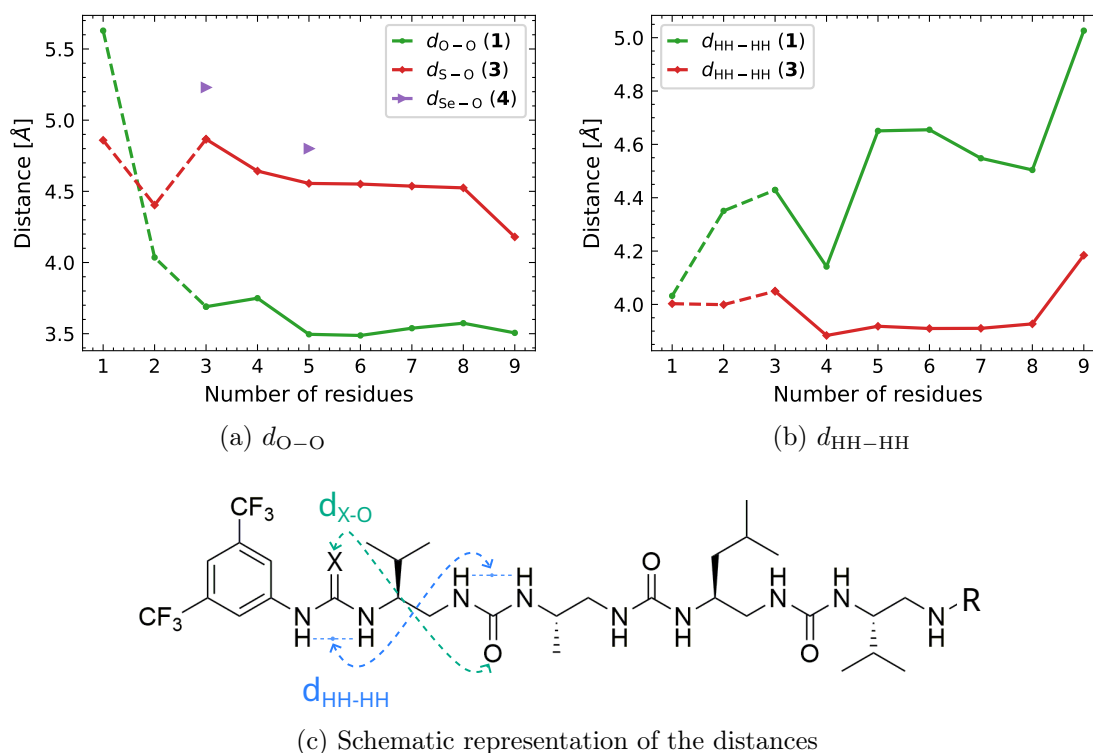 d_O−O (1)
d_S−O (3)
d_Se−O (4)
5.5
5.0
4.5
4.0
3.5
Distance [Å]
1 2 3 4 5 6 7 8 9
Number of residues
(a) d_O−O
d_HH−HH (1)
d_HH−HH (3)
5.0
4.8
4.6
4.4
4.2
4.0
Distance [Å]
1 2 3 4 5 6 7 8 9
Number of residues
(b) d_HH−HH
CF3
d_X-O
X
H H
O
CF3
N N
N N
N N
N N
N R
H H
O
H H
O
H
d_HH-HH
(c) Schematic representation of the distances